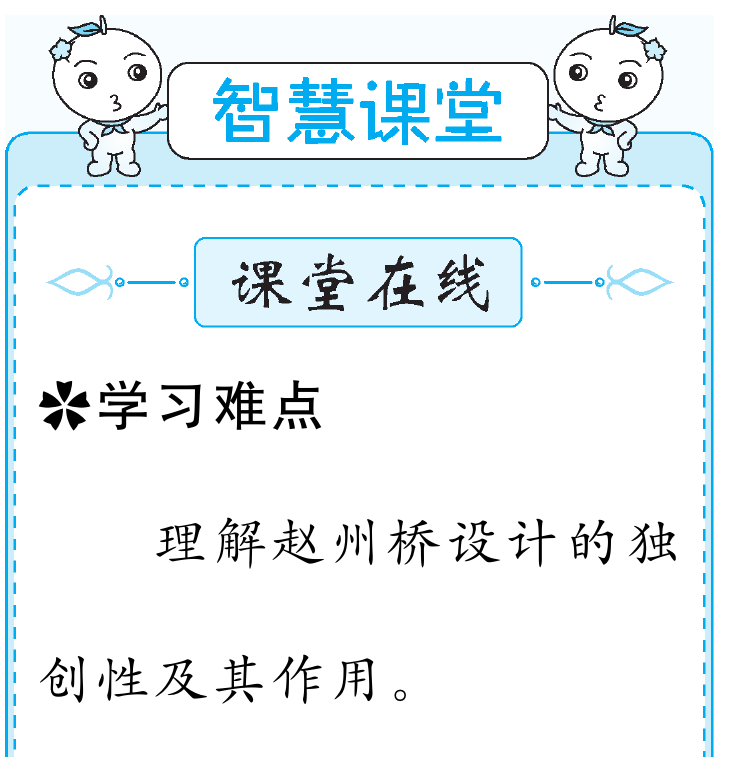 智慧课堂
课堂在线
学习难点
理解赵州桥设计的独
创性及其作用。